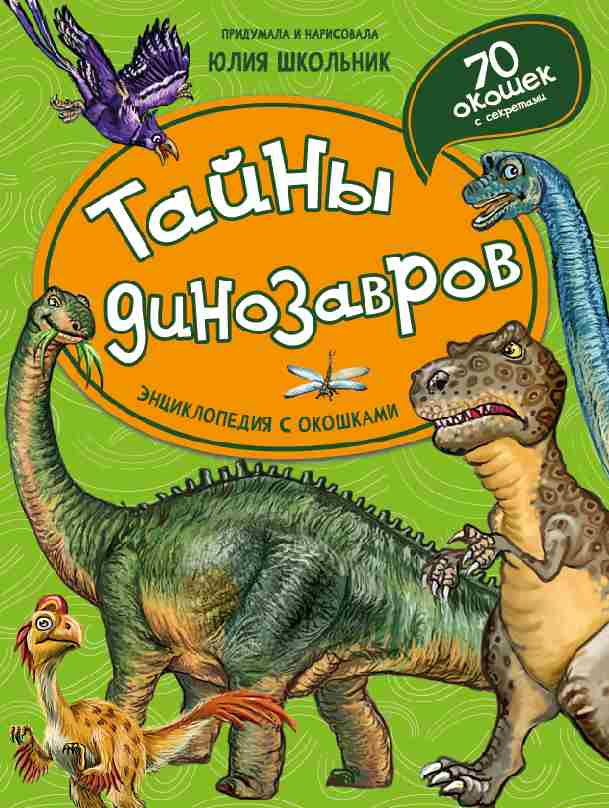 ПРИДУМАЛА И НАРИСОВАЛА
ЮЛИЯ ШКОЛЬНИК
70
окошек
с секретами
Тайны
динозавров
ЭНЦИКЛОПЕДИЯ С ОКОШКАМИ